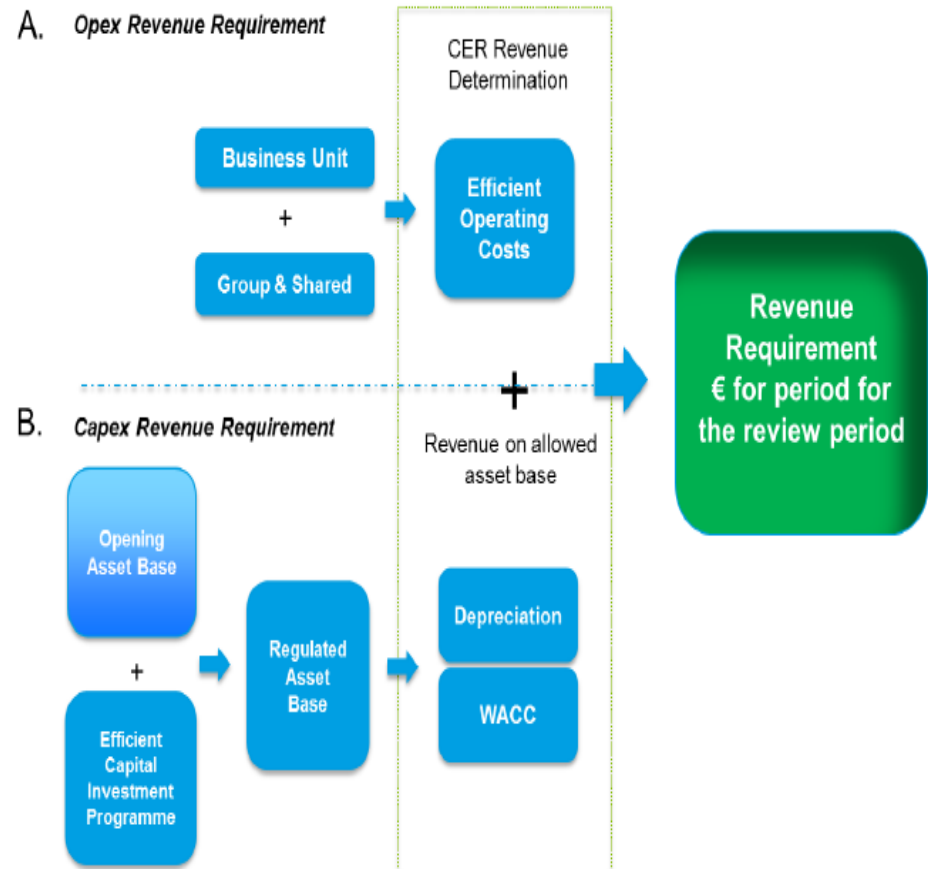 A. Opex Revenue Requirement
CER Revenue
Determination
Business Unit
+
Group & Shared
Efficient
Operating
Costs
+
Revenue on allowed
asset base
Revenue
Requirement
€ for period for
the review period
B. Capex Revenue Requirement
Opening
Asset Base
+
Efficient
Capital
Investment
Programme
Regulated
Asset
Base
Depreciation
WACC